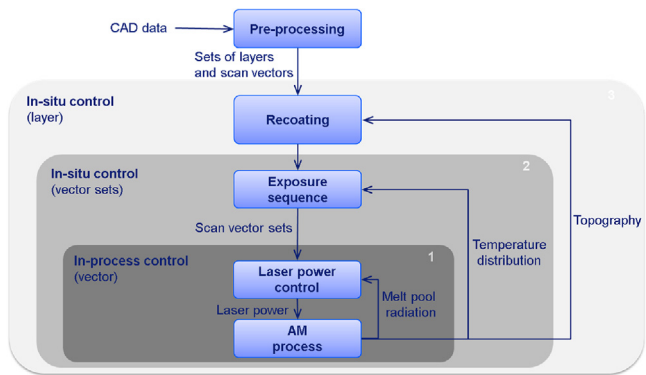 CAD data
Pre-processing
Sets of layers
and scan vectors
3
In-situ control
(layer)
Recoating
2
In-situ control
(vector sets)
Exposure
sequence
Topography
Scan vector sets
Temperature
distribution
1
In-process control
(vector)
Laser power
control
Melt pool
radiation
Laser power
AM
process